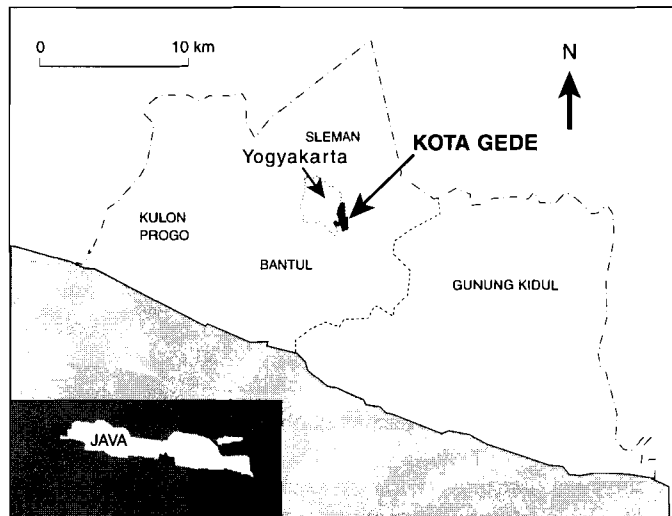 0 10 km
N
SLEMAN
KOTA GEDE
Yogyakarta
KULON
PROGO
BANTUL
GUNUNG KIDUL
JAVA